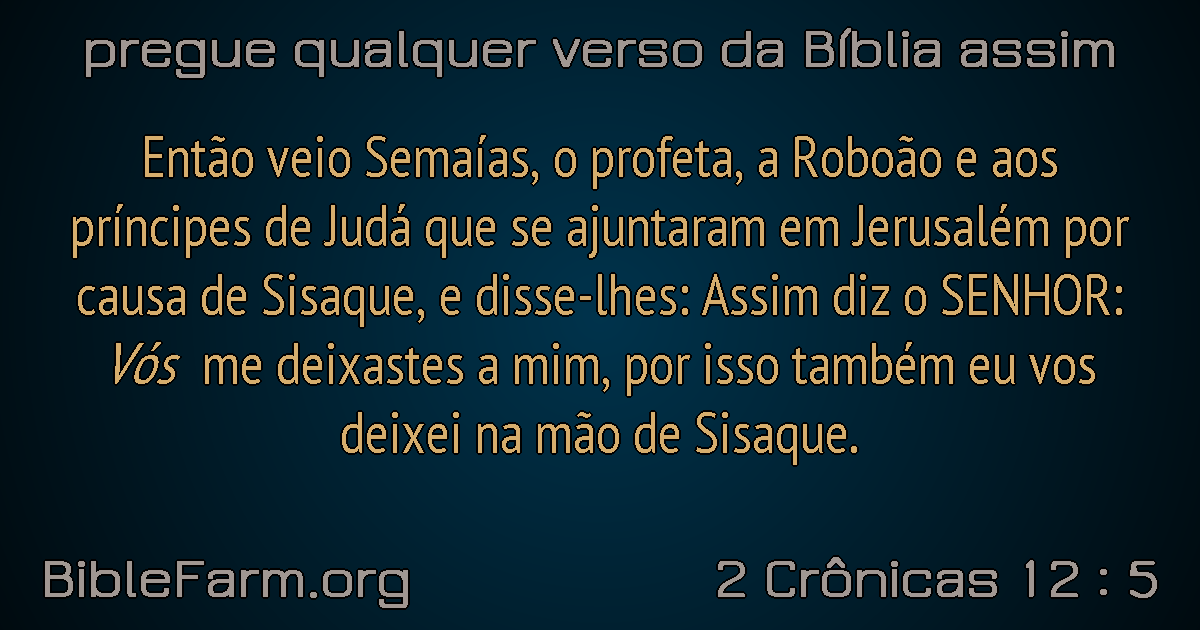 pregue qualquer verso da Bíblia assim
Então veio Semaías, o profeta, a Roboão e aos
príncipes de Judá que se ajuntaram em Jerusalém por
causa de Sisaque, e disse-lhes: Assim diz o SENHOR:
Vós me deixastes a mim, por isso também eu vos
deixei na mão de Sisaque.
BibleFarm.org
2 Crônicas 12 : 5